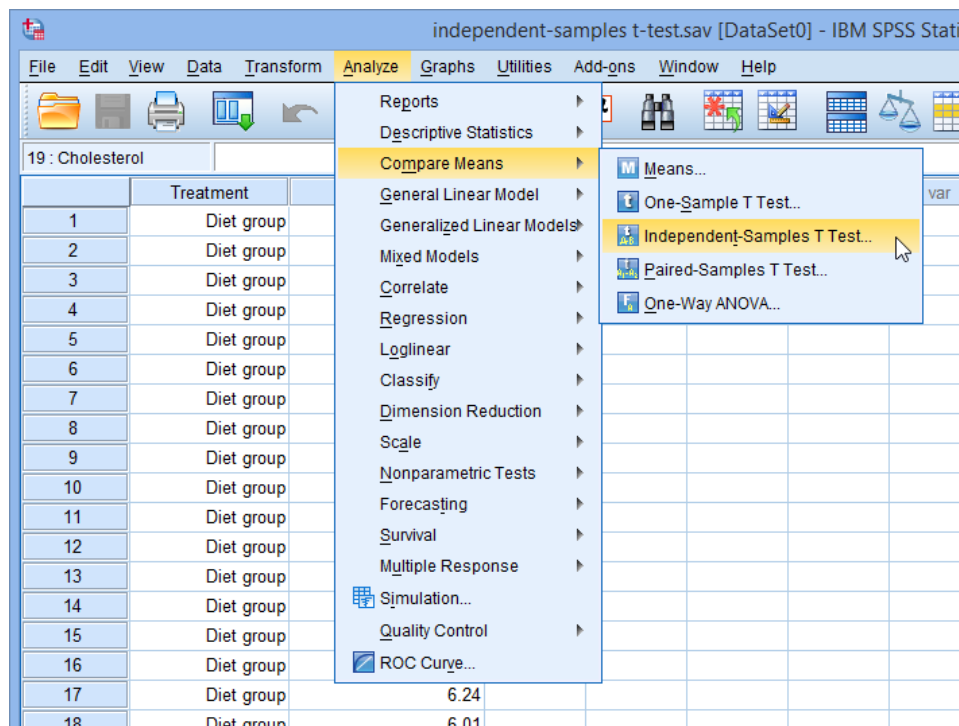 independent-samples t-test.sav [DataSet0] - IBM SPSS Stati
File Edit View Data Transform Analyze Graphs Utilities Add-ons Window Help
19 : Cholesterol
Treatment
var
Reports
Descriptive Statistics
Compare Means
General Linear Model
Generalized Linear Models
Mixed Models
Correlate
Regression
Loglinear
Classify
Dimension Reduction
Scale
Nonparametric Tests
Forecasting
Survival
Multiple Response
Simulation...
Quality Control
ROC Curve...
Means...
One-Sample T Test...
Independent-Samples T Test...
Paired-Samples T Test...
One-Way ANOVA...
1 Diet group
2 Diet group
3 Diet group
4 Diet group
5 Diet group
6 Diet group
7 Diet group
8 Diet group
9 Diet group
10 Diet group
11 Diet group
12 Diet group
13 Diet group
14 Diet group
15 Diet group
16 Diet group
17 Diet group 6.24
18 Diet group 6.01